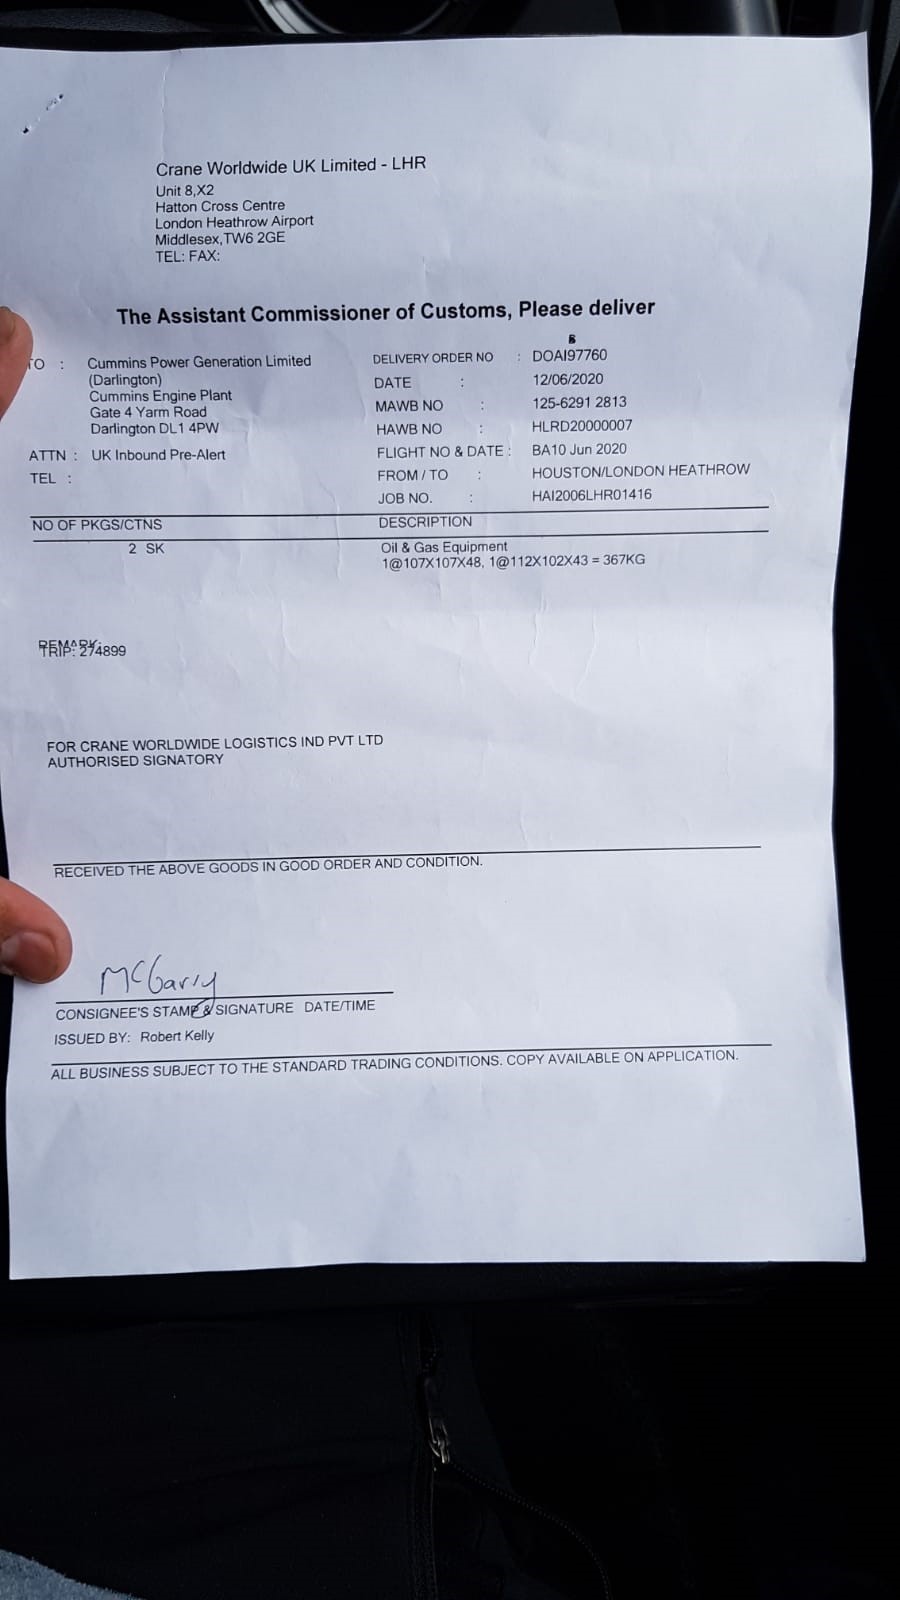 Crane Worldwide UK Limited - LHR
Unit 8,X2
Hatton Cross Centre
London Heathrow Airport
Middlesex,TW6 2GE
TEL: FAX:
The Assistant Commissioner of Customs, Please deliver
TO : Cummins Power Generation Limited
(Darlington)
Cummins Engine Plant
Gate 4 Yarm Road
Darlington DL1 4PW
ATTN : UK Inbound Pre-Alert
TEL :
DELIVERY ORDER NO : DOAI97760
DATE : 12/06/2020
MAWB NO : 125-6291 2813
HAWB NO : HLRD20000007
FLIGHT NO & DATE : BA10 Jun 2020
FROM / TO : HOUSTON/LONDON HEATHROW
JOB NO. : HAI2006LHR01416
NO OF PKGS/CTNS DESCRIPTION
2 SK Oil & Gas Equipment
1@107X107X48, 1@112X102X43 = 367KG
REMARK:
TRIP: 274899
FOR CRANE WORLDWIDE LOGISTICS IND PVT LTD
AUTHORISED SIGNATORY
RECEIVED THE ABOVE GOODS IN GOOD ORDER AND CONDITION.
McGarry
CONSIGNEE'S STAMP & SIGNATURE DATE/TIME
ISSUED BY: Robert Kelly
ALL BUSINESS SUBJECT TO THE STANDARD TRADING CONDITIONS. COPY AVAILABLE ON APPLICATION.